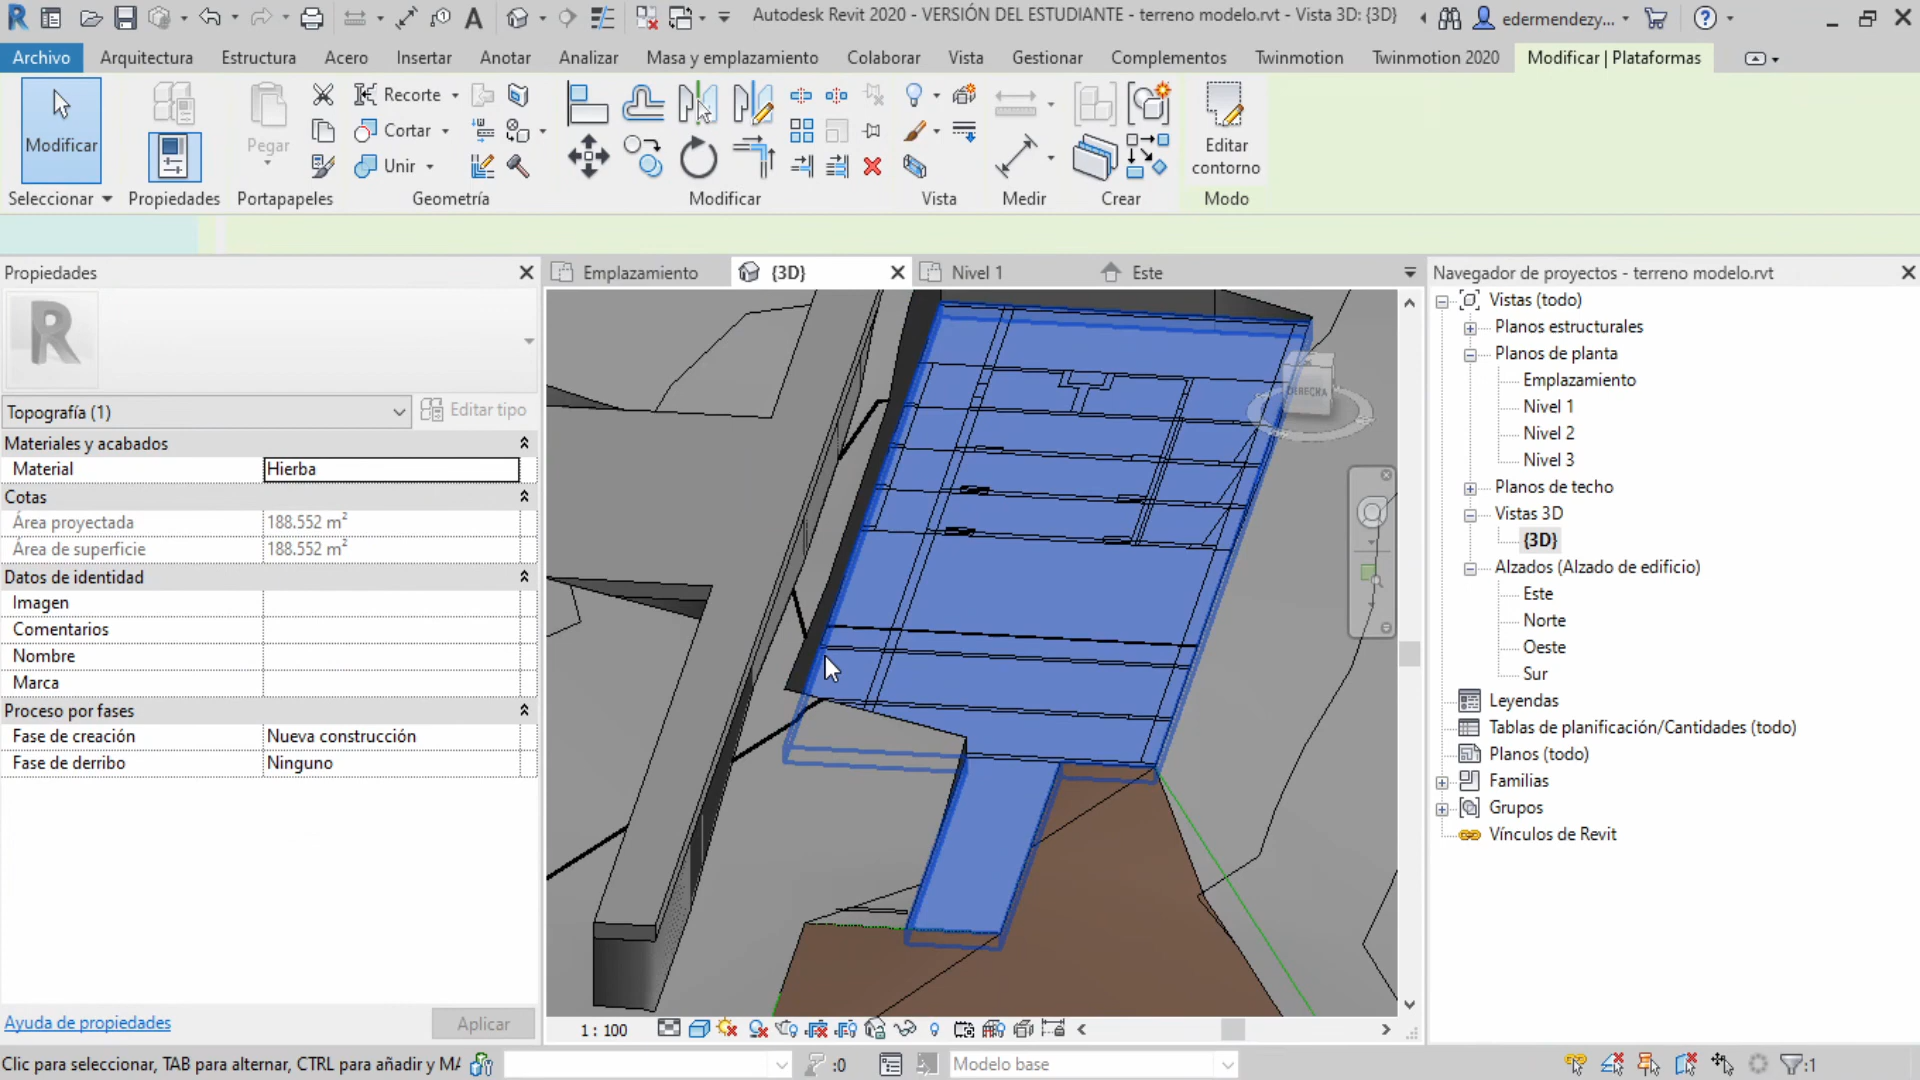 Autodesk Revit 2020 - VERSIÓN DEL ESTUDIANTE - terreno modelo.rvt - Vista 3D: {3D}
edermendezy...
Archivo Arquitectura Estructura Acero Insertar Anotar Analizar Masa y emplazamiento Colaborar Vista Gestionar Complementos Twinmotion Twinmotion 2020 Modificar | Plataformas
Modificar
Pegar
Recorte
Cortar
Unir
Editar
contorno
Seleccionar Propiedades Portapapeles Geometría Modificar Vista Medir Crear Modo
Propiedades
Emplazamiento {3D} Nivel 1 Este
Navegador de proyectos - terreno modelo.rvt
Topografía (1)
Editar tipo
Materiales y acabados
Material Hierba
Cotas
Área proyectada 188.552 m²
Área de superficie 188.552 m²
Datos de identidad
Imagen
Comentarios
Nombre
Marca
Proceso por fases
Fase de creación Nueva construcción
Fase de derribo Ninguno
Ayuda de propiedades
Aplicar
DERECHA
Vistas (todo)
Planos estructurales
Planos de planta
Emplazamiento
Nivel 1
Nivel 2
Nivel 3
Planos de techo
Vistas 3D
{3D}
Alzados (Alzado de edificio)
Este
Norte
Oeste
Sur
Leyendas
Tablas de planificación/Cantidades (todo)
Planos (todo)
Familias
Grupos
Vínculos de Revit
1 : 100
Clic para seleccionar, TAB para alternar, CTRL para añadir y MA
:0
Modelo base
:1